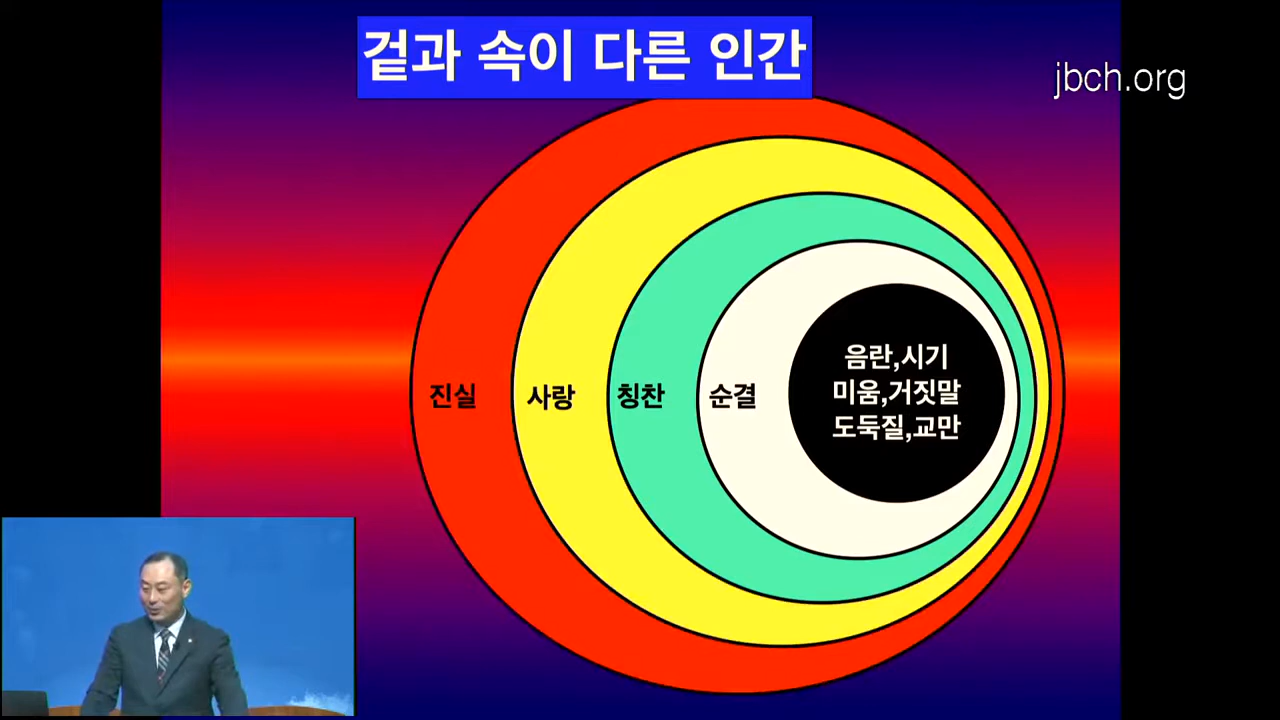 겉과 속이 다른 인간
jbch.org
진실
사랑
칭찬
순결
음란,시기
미움,거짓말
도둑질,교만